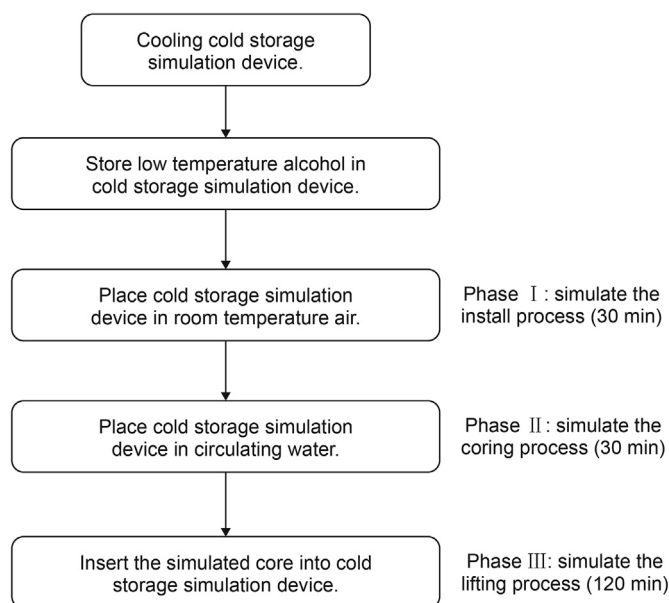 Cooling cold storage
simulation device.
Store low temperature alcohol in
cold storage simulation device.
Place cold storage simulation
device in room temperature air.
Phase Ⅰ: simulate the
install process (30 min)
Place cold storage simulation
device in circulating water.
Phase Ⅱ: simulate the
coring process (30 min)
Insert the simulated core into cold
storage simulation device.
Phase Ⅲ: simulate the
lifting process (120 min)